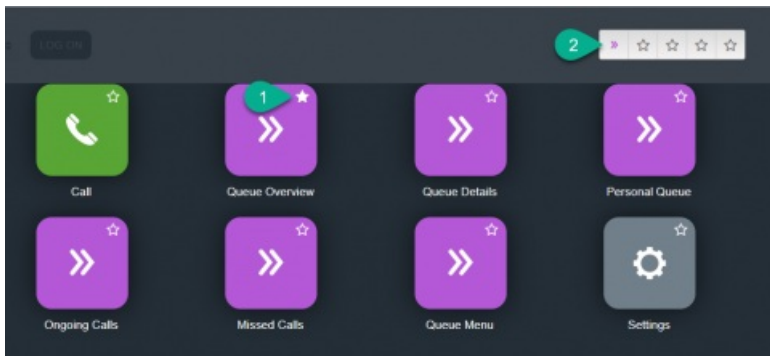 LOG ON
2
1
Call
Queue Overview
Queue Details
Personal Queue
Ongoing Calls
Missed Calls
Queue Menu
Settings